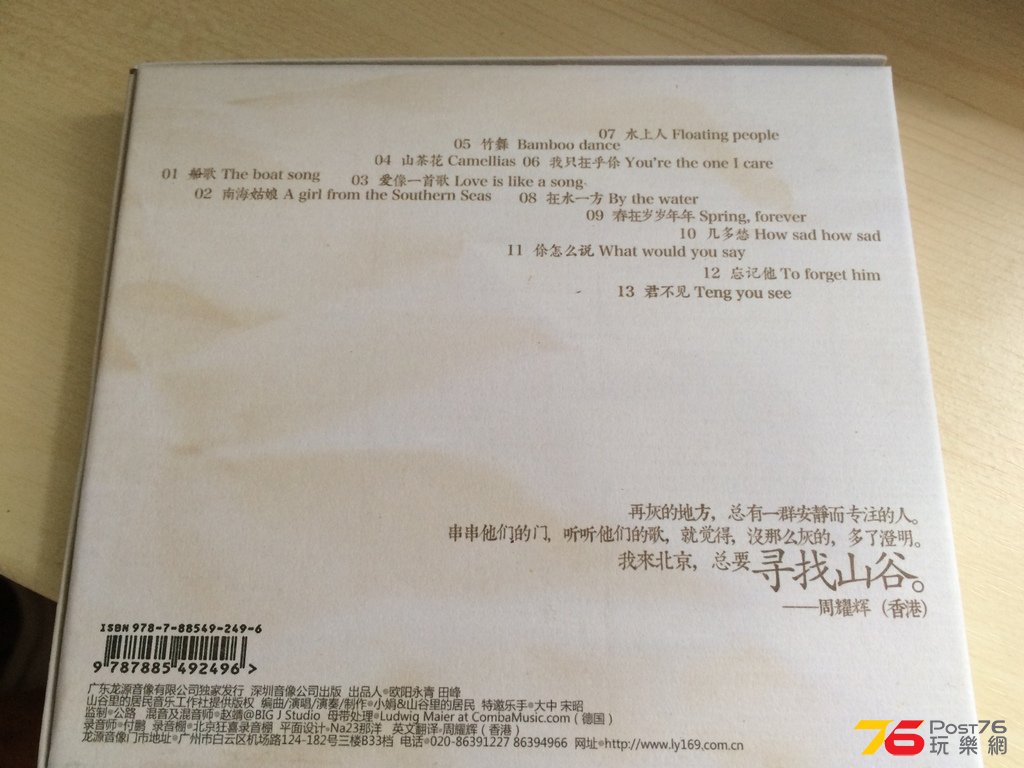 07 水上人 Floating people
05 竹舞 Bamboo dance
04 山茶花 Camellias 06 我只在乎你 You're the one I care
01 船歌 The boat song 03 爱像一首歌 Love is like a song
02 南海姑娘 A girl from the Southern Seas 08 在水一方 By the water
09 春在岁岁年年 Spring, forever
10 几多愁 How sad how sad
11 你怎么说 What would you say
12 忘记他 To forget him
13 君不见 Teng you see
再灰的地方，总有一群安静而专注的人。
串串他们的门，听听他们的歌，就觉得，沒那么灰的，多了澄明。
我來北京，总要寻找山谷。
——周耀辉（香港）
ISBN 978-7-88549-249-6
9 787885 492496 >
广东龙源音像有限公司独家发行 深圳音像公司出版 出品人●欧阳永青 田峰
山谷里的居民音乐工作社提供版权 编曲/演唱/演奏/制作●小娟&山谷里的居民 特邀乐手●大中 宋昭
监制●公路 混音及混音师●赵靖@BIG J Studio 母带处理●Ludwig Maier at CombaMusic.com（德国）
录音师●付鹏 录音棚●北京狂喜录音棚 平面设计●Na23那洋 英文翻译●周耀辉（香港）
龙源音像门市地址●广州市白云区机场路124-182号三楼B33档 电话●020-86391227 86394966 网址●http://www.ly169.com.cn
76 Post76
玩樂網